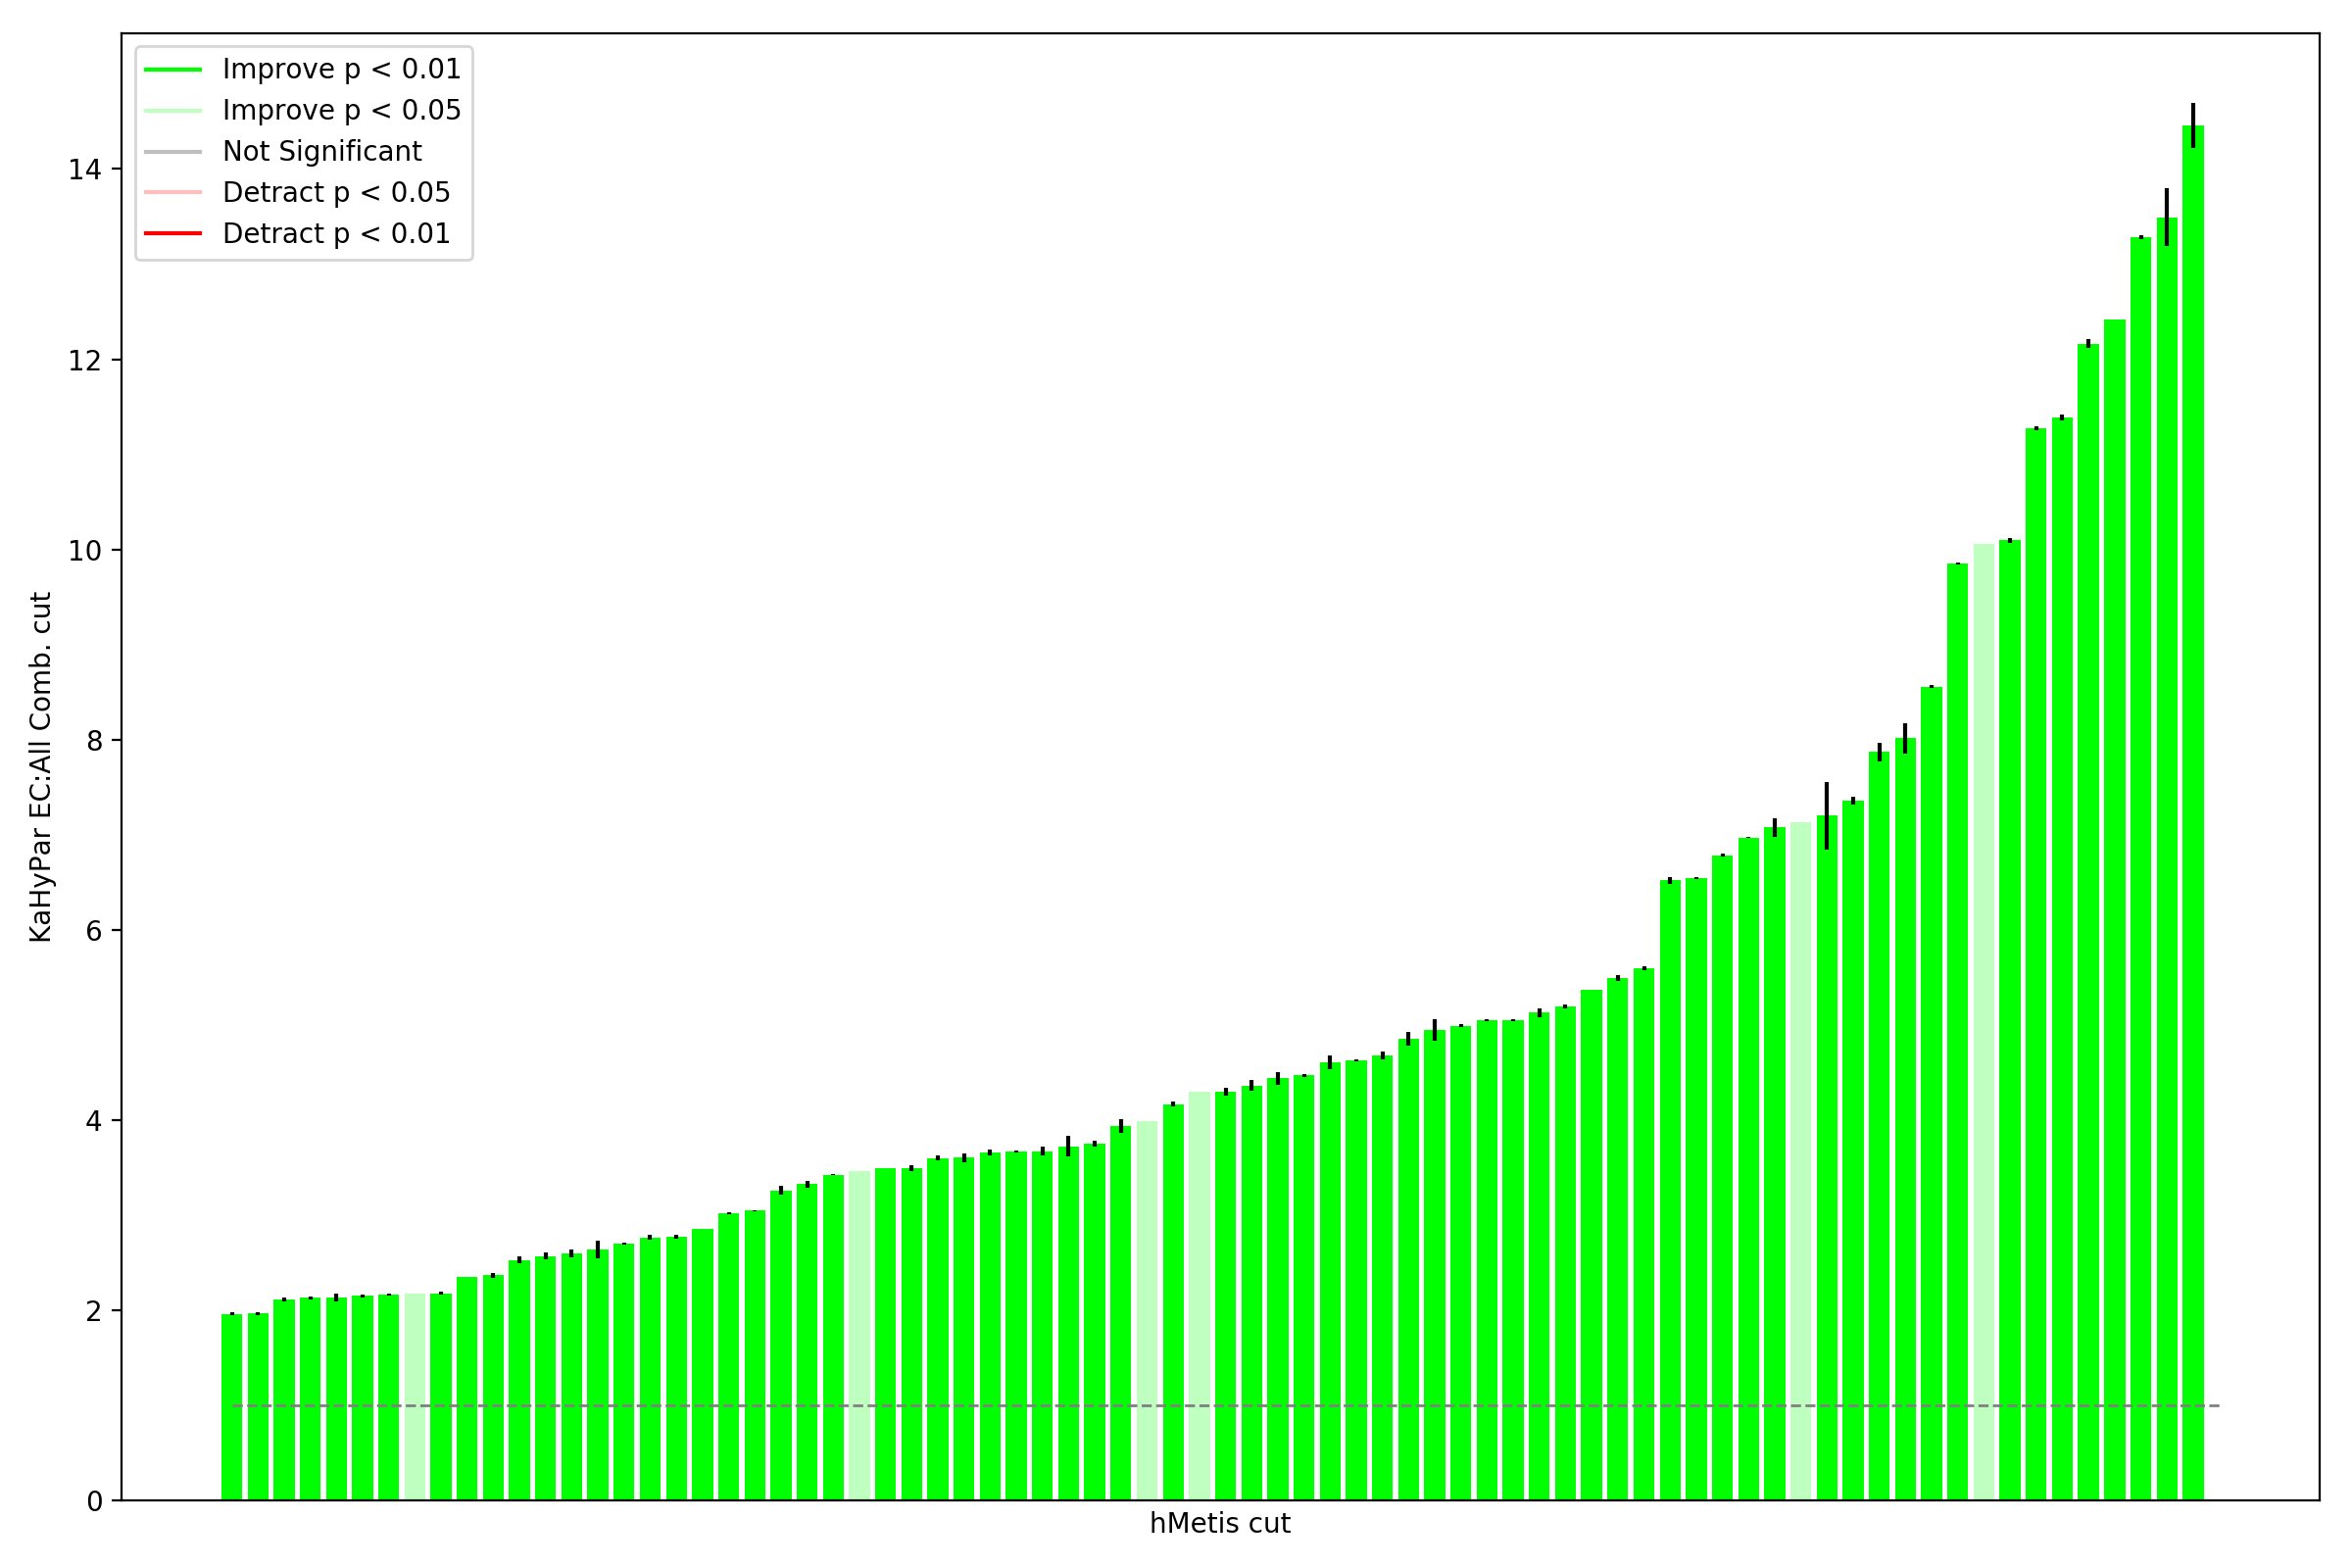 Improve p < 0.01
Improve p < 0.05
Not Significant
Detract p < 0.05
Detract p < 0.01
14
12
10
8
6
4
2
0
KaHyPar EC:All Comb. cut
hMetis cut